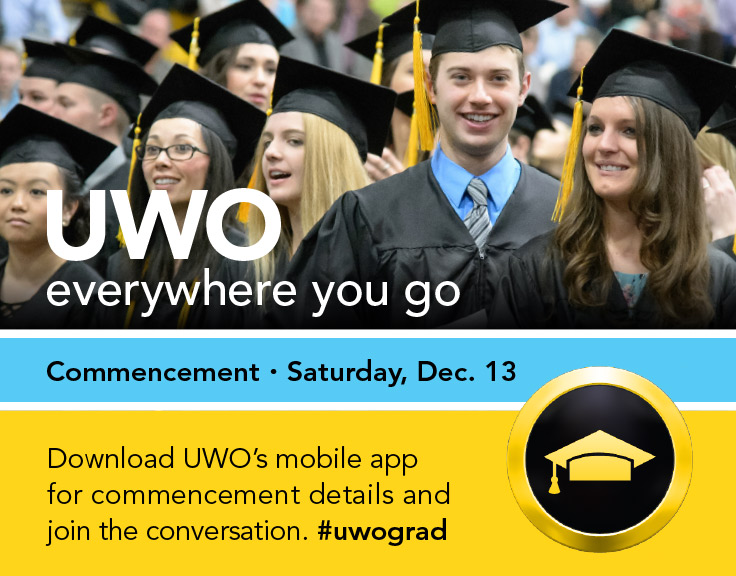 UWO
everywhere you go
Commencement · Saturday, Dec. 13
Download UWO's mobile app
for commencement details and
join the conversation. #uwograd